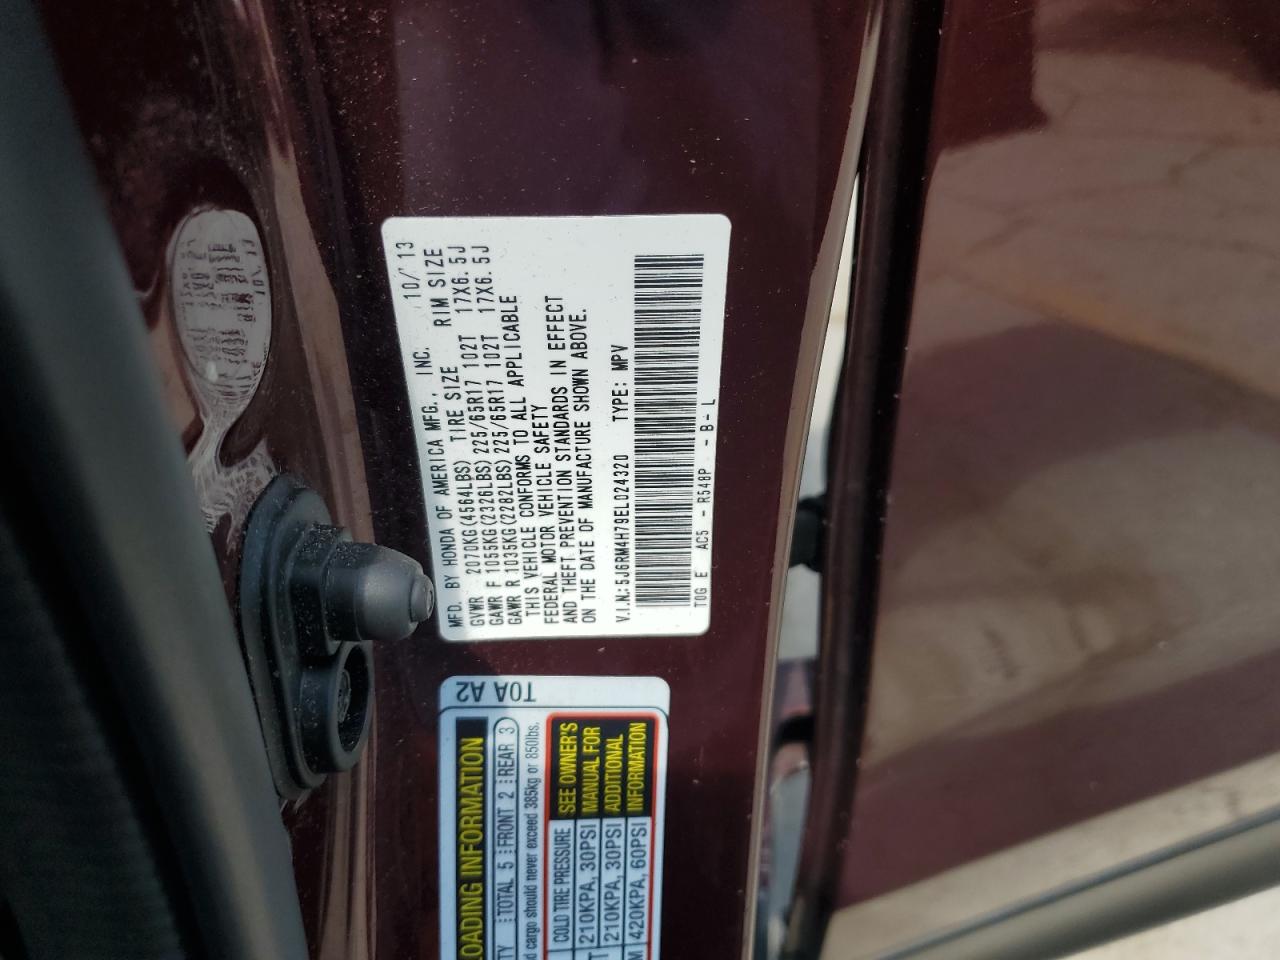 MFD. BY HONDA OF AMERICA MFG., INC. 10/'13
GVWR 2070KG(4564LBS) TIRE SIZE RIM SIZE
GAWR F 1055KG(2326LBS) 225/65R17 102T 17X6.5J
GAWR R 1035KG(2282LBS) 225/65R17 102T 17X6.5J
THIS VEHICLE CONFORMS TO ALL APPLICABLE
FEDERAL MOTOR VEHICLE SAFETY
AND THEFT PREVENTION STANDARDS IN EFFECT
ON THE DATE OF MANUFACTURE SHOWN ABOVE.
V.I.N.:5J6RM4H79EL024320 TYPE: MPV
T0G E AC5 - R548P - B - L
T0A A2
LOADING INFORMATION
TOTAL 5 FRONT 2 REAR 3
cargo should never exceed 385kg or 850lbs.
COLD TIRE PRESSURE
210KPA, 30PSI
210KPA, 30PSI
420KPA, 60PSI
SEE OWNER'S
MANUAL FOR
ADDITIONAL
INFORMATION